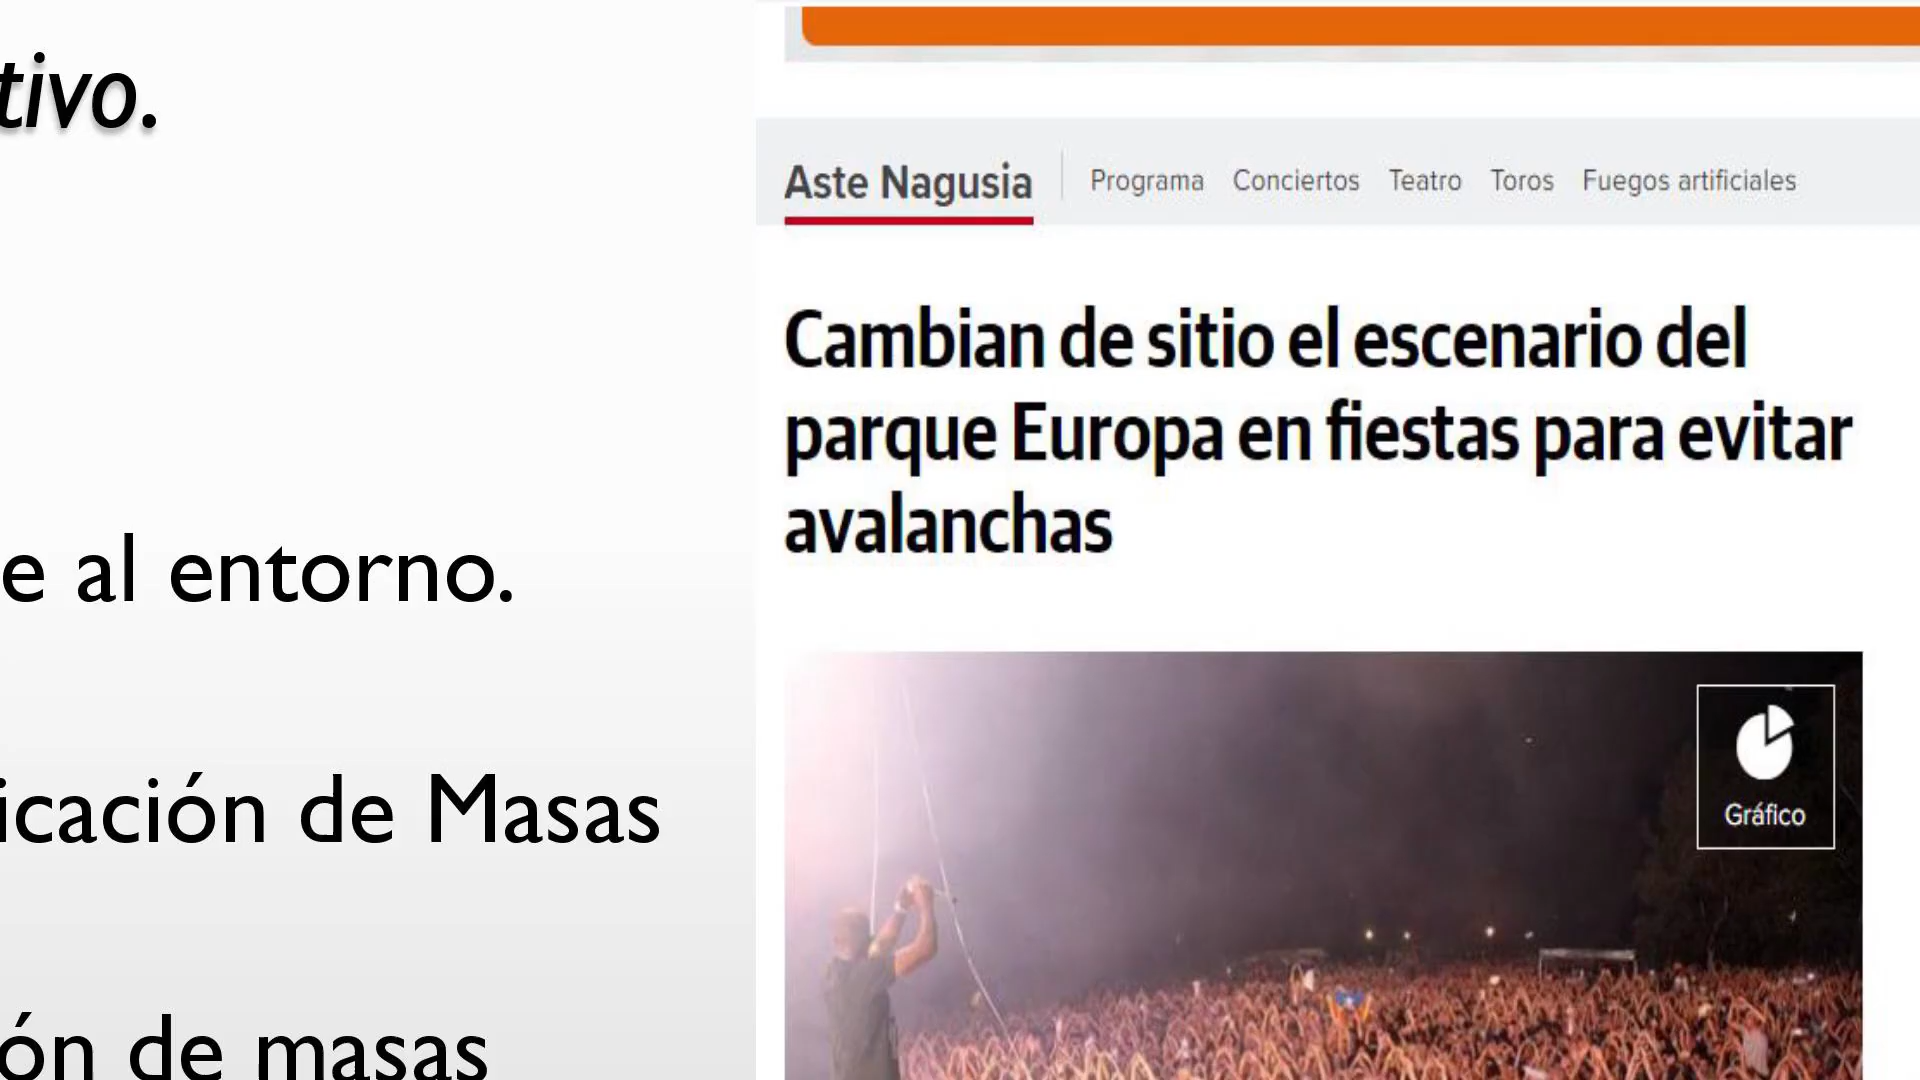 tivo.
e al entorno.
icación de Masas
ón de masas
Aste Nagusia
Programa Conciertos Teatro Toros Fuegos artificiales
Cambian de sitio el escenario del
parque Europa en fiestas para evitar
avalanchas
Gráfico